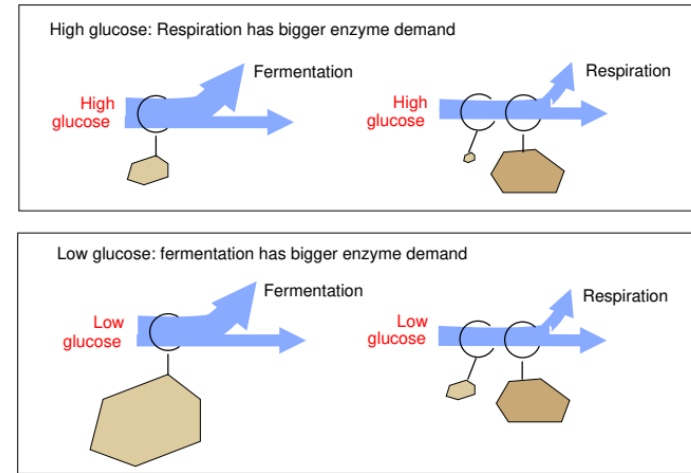 High glucose: Respiration has bigger enzyme demand
Fermentation
High
glucose
Respiration
High
glucose
Low glucose: fermentation has bigger enzyme demand
Fermentation
Low
glucose
Respiration
Low
glucose